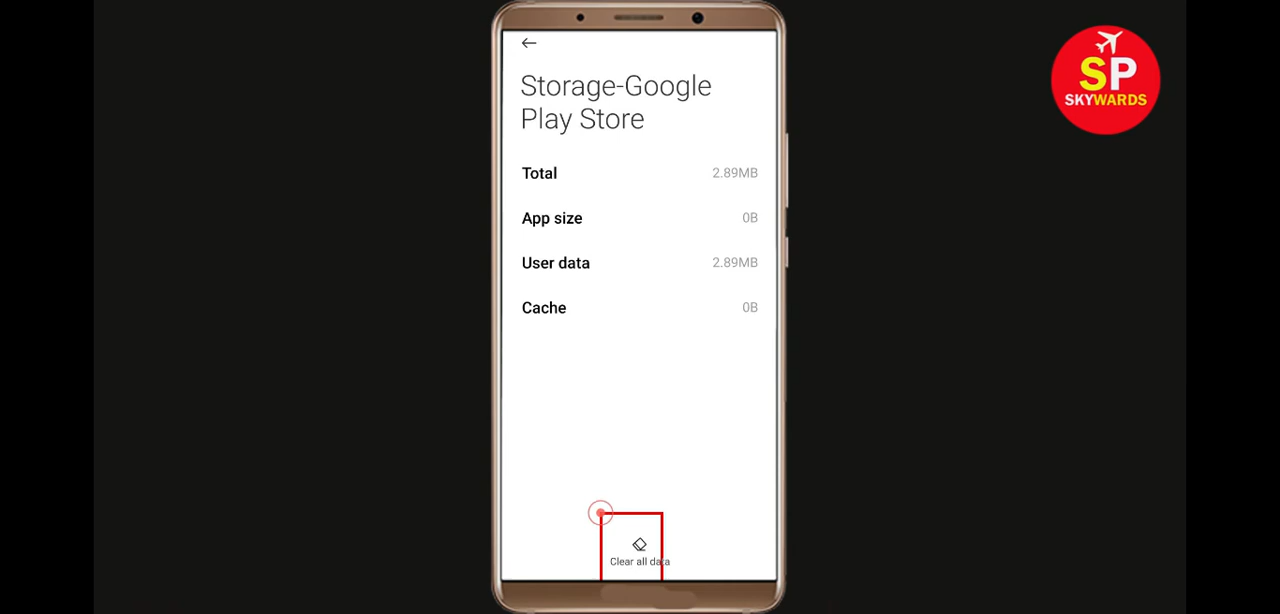 Storage-Google
Play Store
Total 2.89MB
App size 0B
User data 2.89MB
Cache 0B
Clear all data
SP
SKYWARDS